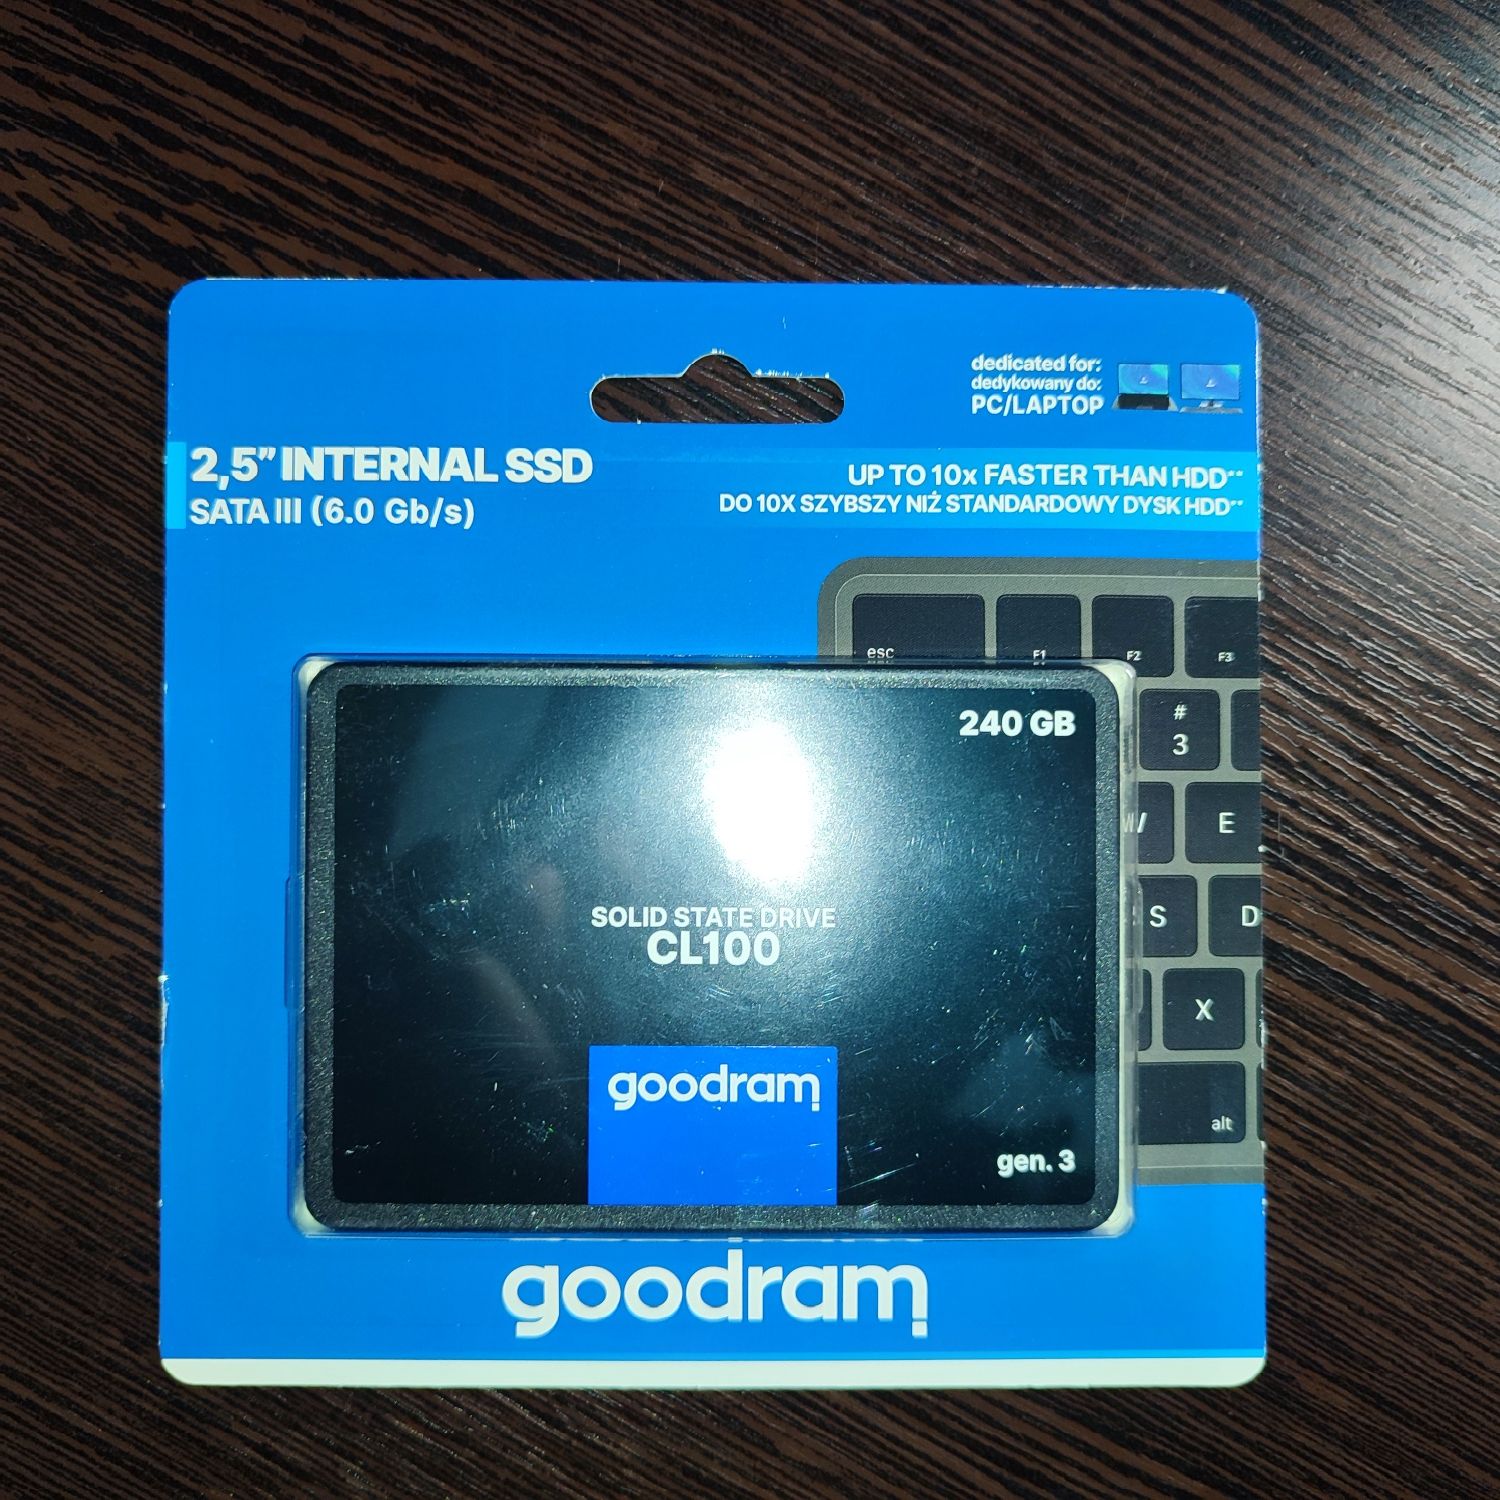 dedicated for:
dedykowany do:
PC/LAPTOP
2,5” INTERNAL SSD
SATA III (6.0 Gb/s)
UP TO 10x FASTER THAN HDD**
DO 10X SZYBSZY NIŻ STANDARDOWY DYSK HDD**
esc
F1
F2
F3
240 GB
#
3
W
E
SOLID STATE DRIVE
CL100
S
D
X
goodram
alt
gen. 3
goodram